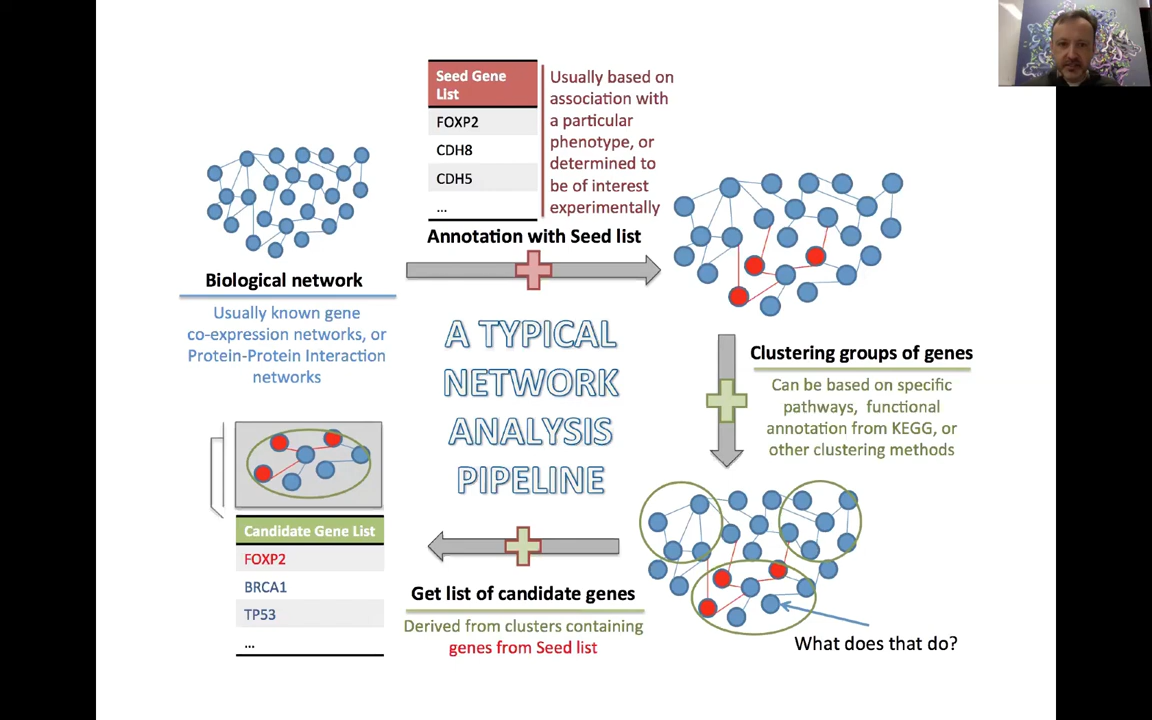 Seed Gene
List
FOXP2
CDH8
CDH5
...
Usually based on
association with
a particular
phenotype, or
determined to
be of interest
experimentally
Annotation with Seed list
Biological network
Usually known gene
co-expression networks, or
Protein-Protein Interaction
networks
A TYPICAL
NETWORK
ANALYSIS
PIPELINE
Clustering groups of genes
Can be based on specific
pathways, functional
annotation from KEGG, or
other clustering methods
What does that do?
Get list of candidate genes
Derived from clusters containing
genes from Seed list
Candidate Gene List
FOXP2
BRCA1
TP53
...